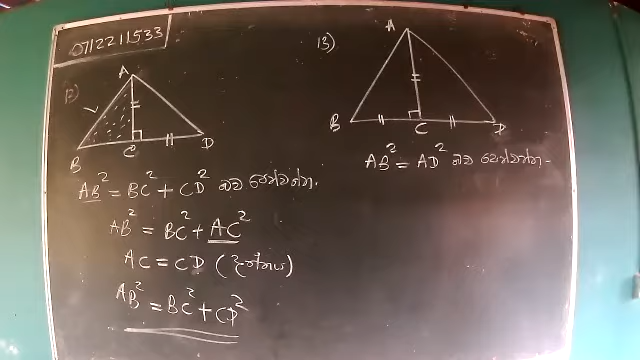 0712211533
12)
A
B
C
D
AB² = BC² + CD² බව පෙන්වන්න.
AB² = BC² + AC²
AC = CD (දත්තය)
AB² = BC² + CD²
13)
A
B
C
D
AB² = AD² බව පෙන්වන්න.